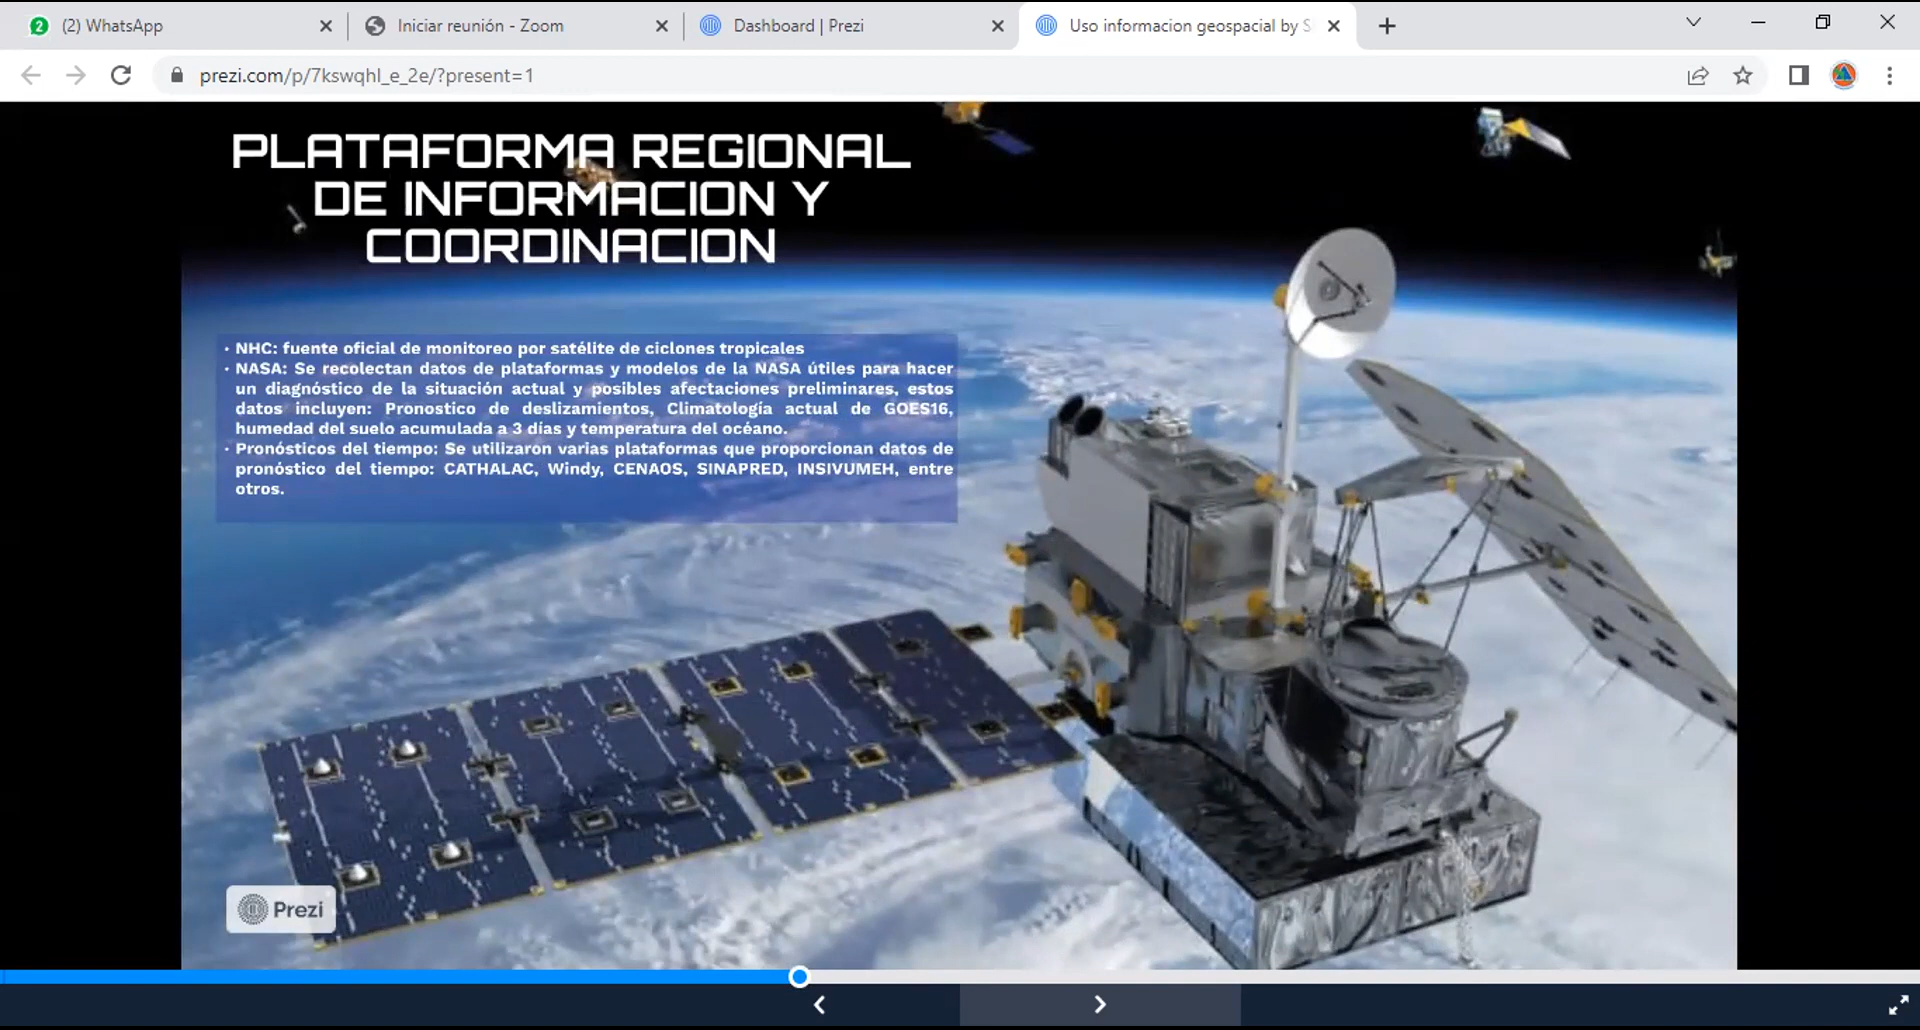 2
(2) WhatsApp
Iniciar reunión - Zoom
Dashboard | Prezi
Uso informacion geospacial by S
prezi.com/p/7kswqhl_e_2e/?present=1
PLATAFORMA REGIONAL
DE INFORMACION Y
COORDINACION
• NHC: fuente oficial de monitoreo por satélite de ciclones tropicales
• NASA: Se recolectan datos de plataformas y modelos de la NASA útiles para hacer
un diagnóstico de la situación actual y posibles afectaciones preliminares, estos
datos incluyen: Pronostico de deslizamientos, Climatología actual de GOES16,
humedad del suelo acumulada a 3 días y temperatura del océano.
• Pronósticos del tiempo: Se utilizaron varias plataformas que proporcionan datos de
pronóstico del tiempo: CATHALAC, Windy, CENAOS, SINAPRED, INSIVUMEH, entre
otros.
Prezi